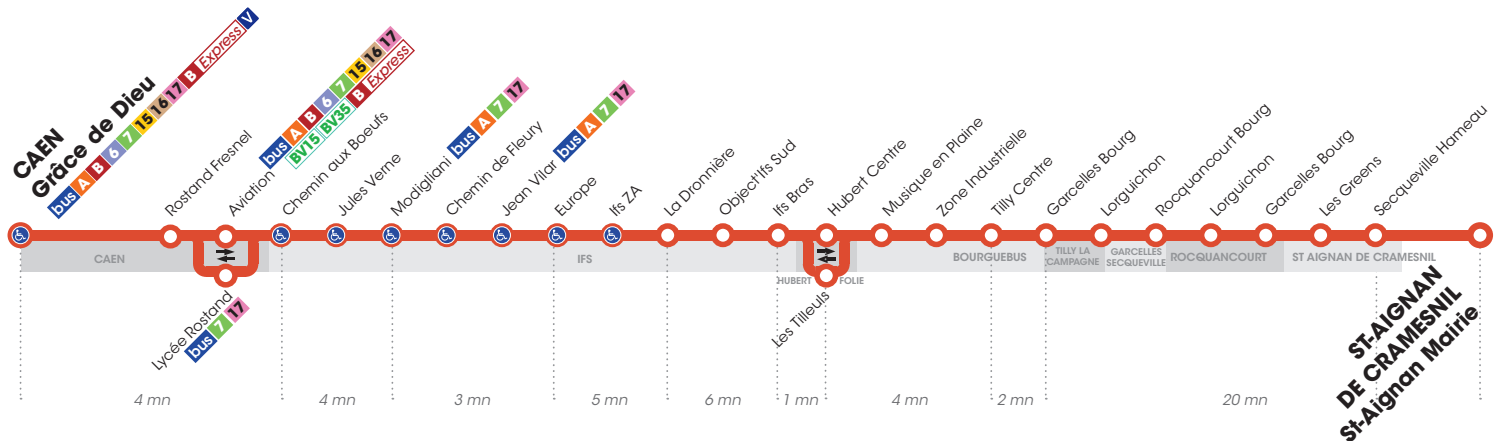 CAEN
Grâce de Dieu
bus A B 6 7 15 16 17 B Express V
Rostand Fresnel
Aviation
bus A B 6 7 15 16 17
BV15 BV35 B Express
Chemin aux Boeufs
Jules Verne
Modigliani bus A 7 17
Chemin de Fleury
Jean Vilar bus A 7 17
Europe
Ifs ZA
La Dronnière
Object'Ifs Sud
Ifs Bras
Hubert Centre
Musique en Plaine
Zone Industrielle
Tilly Centre
Garcelles Bourg
Lorguichon
Rocquancourt Bourg
Lorguichon
Garcelles Bourg
Les Greens
Secqueville Hameau
CAEN
IFS
HUBERT FOLIE
BOURGUEBUS
TILLY LA
CAMPAGNE
GARCELLES
SECQUEVILLE
ROCQUANCOURT
ST AIGNAN DE CRAMESNIL
Lycée Rostand
bus 7 17
Les Tilleuls
ST-AIGNAN
DE CRAMESNIL
St-Aignan Mairie
4 mn
4 mn
3 mn
5 mn
6 mn
1 mn
4 mn
2 mn
20 mn